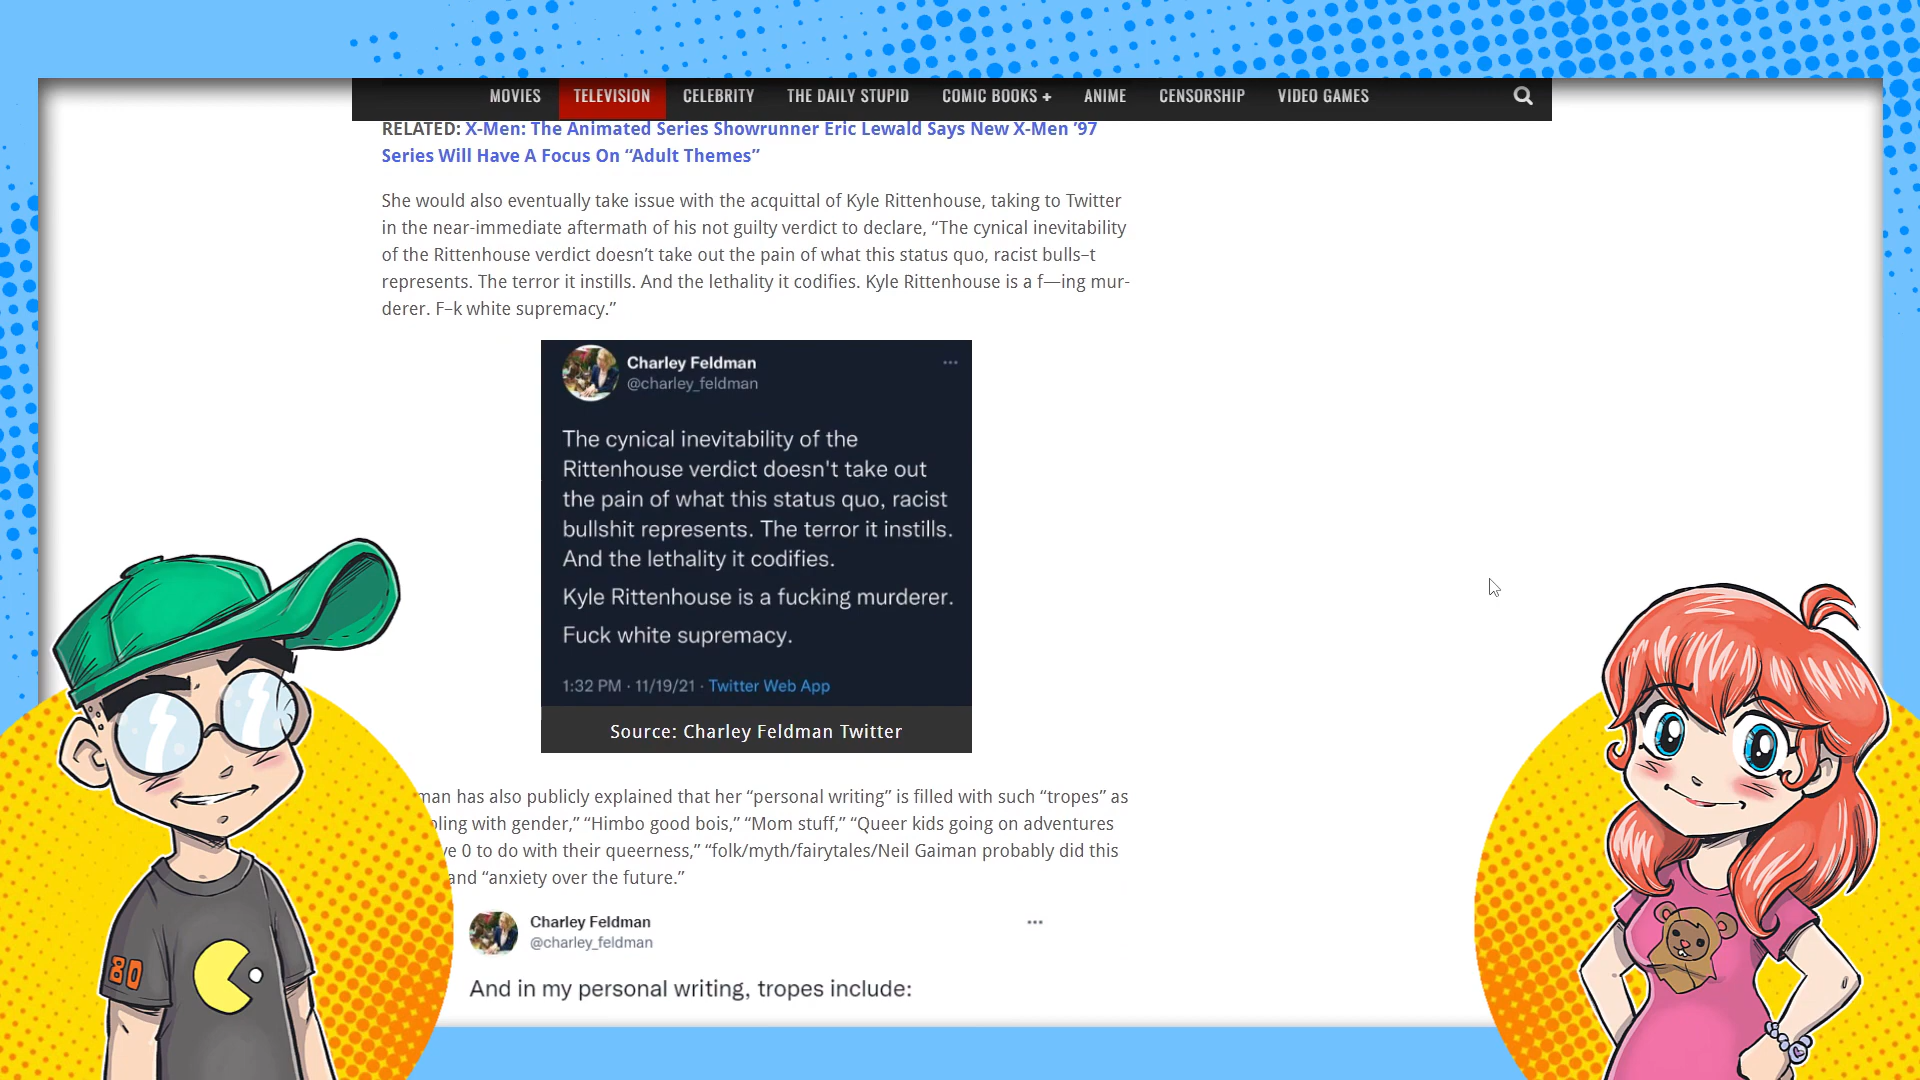 MOVIES TELEVISION CELEBRITY THE DAILY STUPID COMIC BOOKS + ANIME CENSORSHIP VIDEO GAMES
RELATED: X-Men: The Animated Series Showrunner Eric Lewald Says New X-Men ’97
Series Will Have A Focus On “Adult Themes”
She would also eventually take issue with the acquittal of Kyle Rittenhouse, taking to Twitter
in the near-immediate aftermath of his not guilty verdict to declare, “The cynical inevitability
of the Rittenhouse verdict doesn’t take out the pain of what this status quo, racist bulls–t
represents. The terror it instills. And the lethality it codifies. Kyle Rittenhouse is a f—ing mur-
derer. F–k white supremacy.”
Charley Feldman
@charley_feldman
The cynical inevitability of the
Rittenhouse verdict doesn't take out
the pain of what this status quo, racist
bullshit represents. The terror it instills.
And the lethality it codifies.
Kyle Rittenhouse is a fucking murderer.
Fuck white supremacy.
1:32 PM · 11/19/21 · Twitter Web App
Source: Charley Feldman Twitter
man has also publicly explained that her “personal writing” is filled with such “tropes” as
ling with gender,” “Himbo good bois,” “Mom stuff,” “Queer kids going on adventures
ve 0 to do with their queerness,” “folk/myth/fairytales/Neil Gaiman probably did this
and “anxiety over the future.”
Charley Feldman
@charley_feldman
And in my personal writing, tropes include:
80